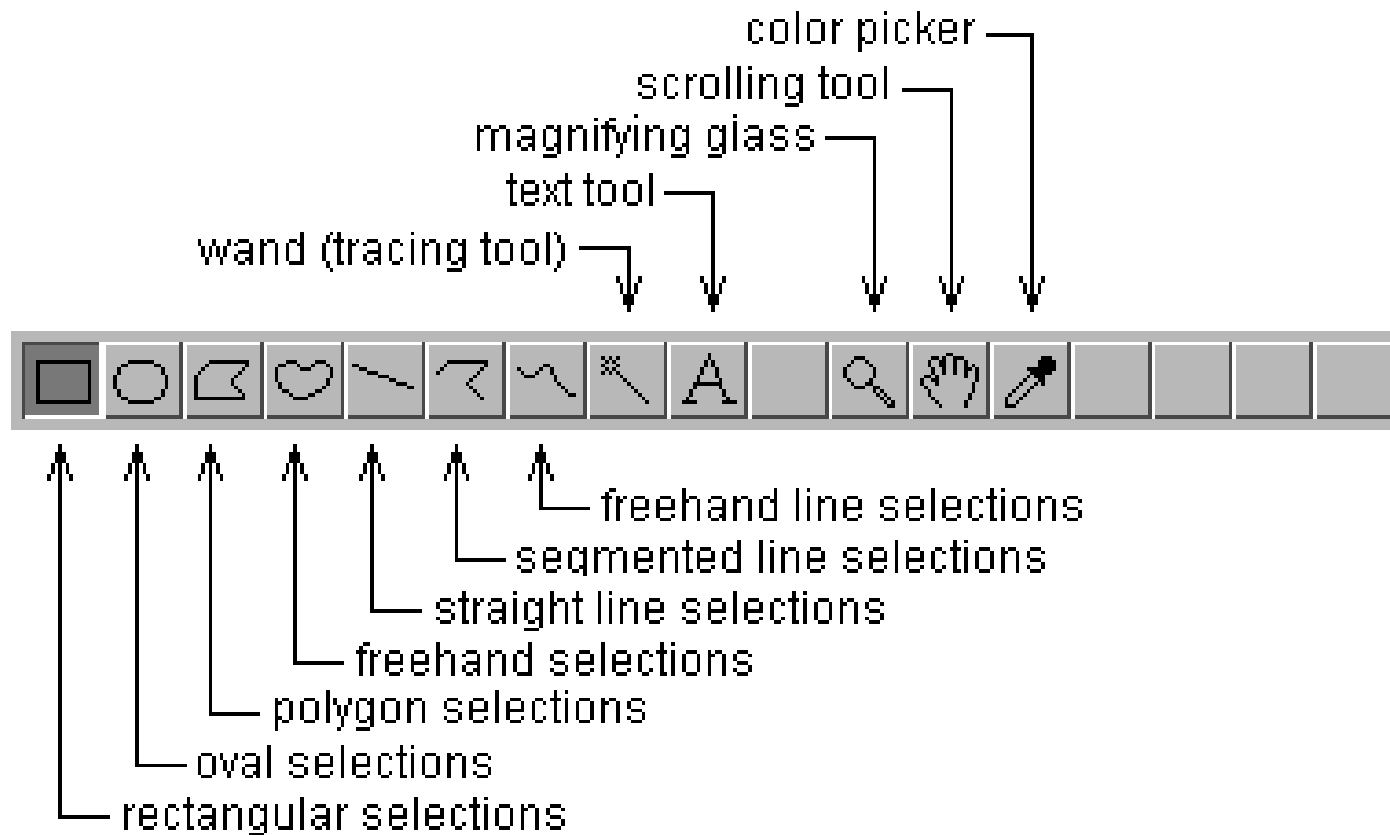 color picker
scrolling tool
magnifying glass
text tool
wand (tracing tool)
A
freehand line selections
segmented line selections
straight line selections
freehand selections
polygon selections
oval selections
rectangular selections